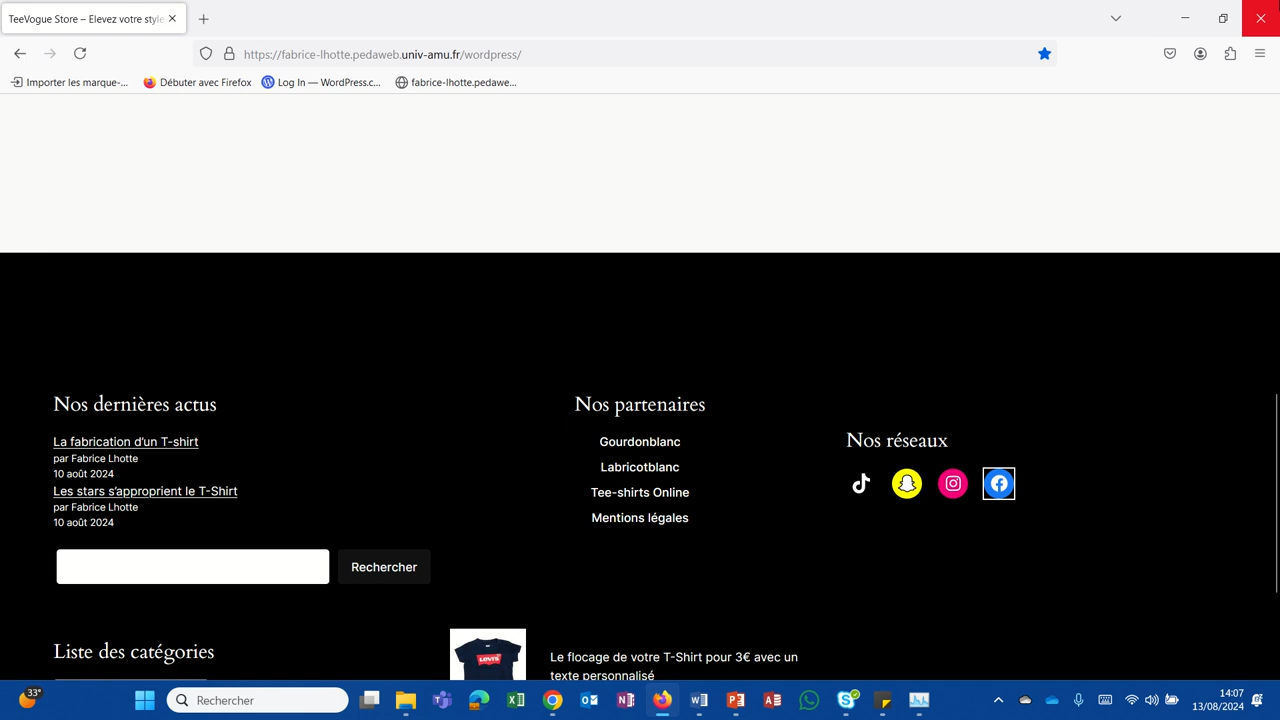 TeeVogue Store – Elevez votre style
https://fabrice-lhotte.pedaweb.univ-amu.fr/wordpress/
Importer les marque-... Débuter avec Firefox Log In — WordPress.c... fabrice-lhotte.pedawe...
Nos dernières actus
La fabrication d'un T-shirt
par Fabrice Lhotte
10 août 2024
Les stars s'approprient le T-Shirt
par Fabrice Lhotte
10 août 2024
Rechercher
Nos partenaires
Gourdonblanc
Labricotblanc
Tee-shirts Online
Mentions légales
Nos réseaux
Liste des catégories
LEVI'S
Le flocage de votre T-Shirt pour 3€ avec un
texte personnalisé
33°
Rechercher
14:07
13/08/2024